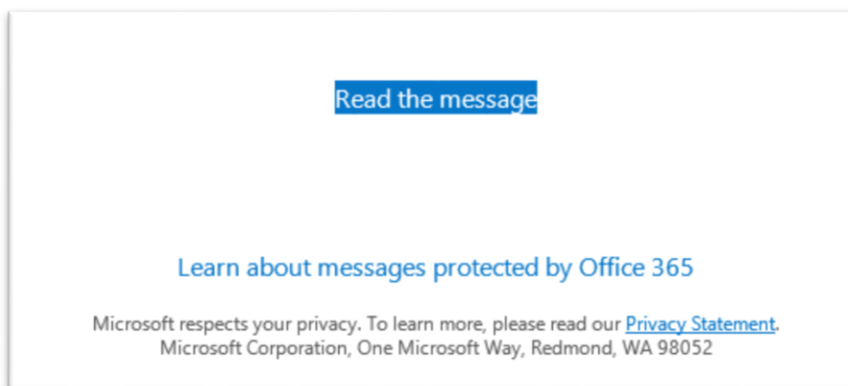 Read the message
Learn about messages protected by Office 365
Microsoft respects your privacy. To learn more, please read our Privacy Statement.
Microsoft Corporation, One Microsoft Way, Redmond, WA 98052